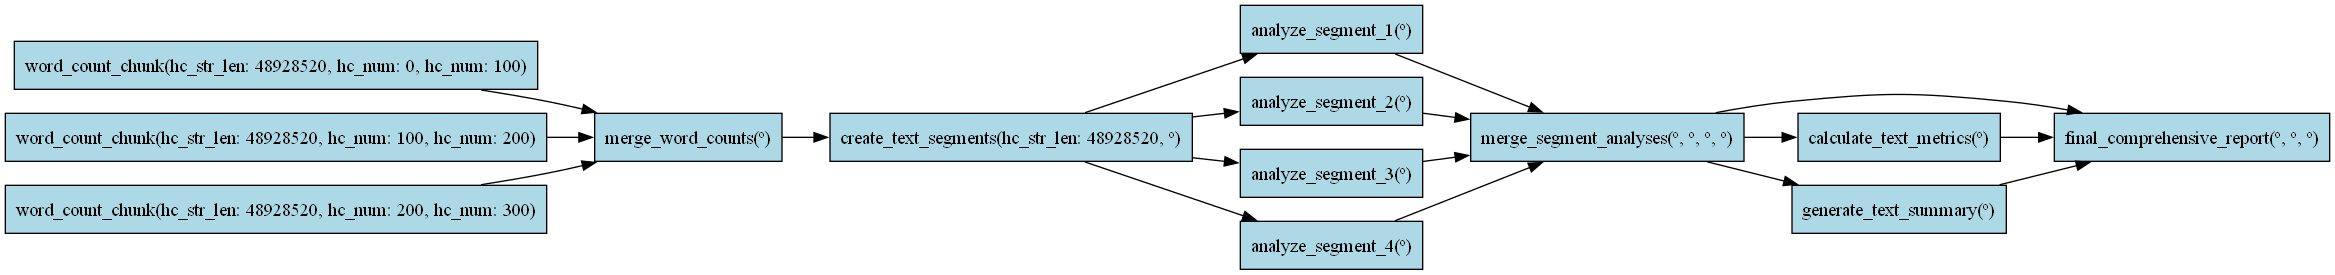 word_count_chunk(hc_str_len: 48928520, hc_num: 0, hc_num: 100)
word_count_chunk(hc_str_len: 48928520, hc_num: 100, hc_num: 200)
word_count_chunk(hc_str_len: 48928520, hc_num: 200, hc_num: 300)
merge_word_counts(°)
create_text_segments(hc_str_len: 48928520, °)
analyze_segment_1(°)
analyze_segment_2(°)
analyze_segment_3(°)
analyze_segment_4(°)
merge_segment_analyses(°, °, °, °)
calculate_text_metrics(°)
generate_text_summary(°)
final_comprehensive_report(°, °, °)